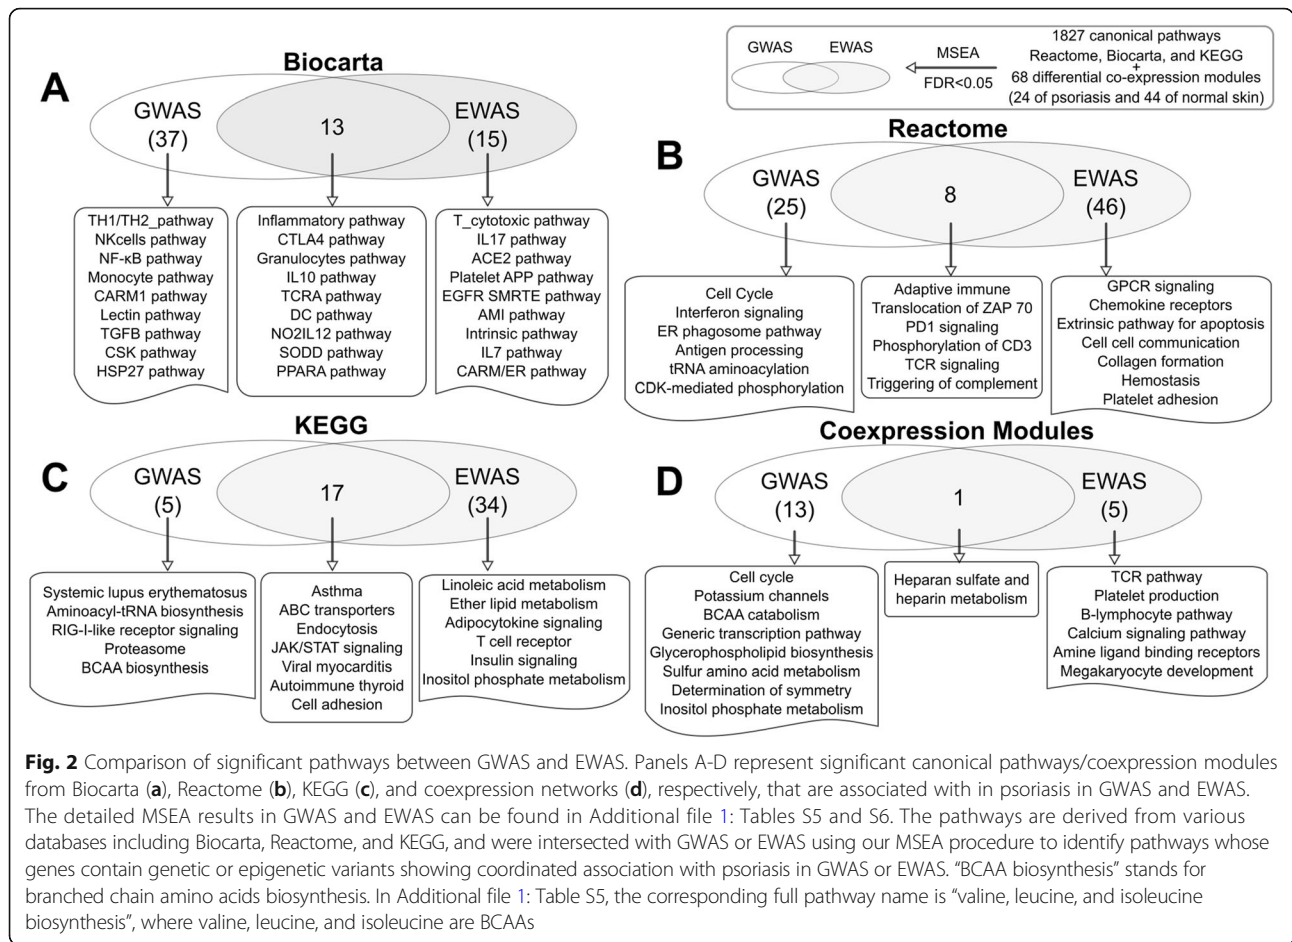 GWAS EWAS
MSEA
FDR<0.05
1827 canonical pathways
Reactome, Biocarta, and KEGG
+
68 differential co-expression modules
(24 of psoriasis and 44 of normal skin)
A
Biocarta
GWAS
(37)
13
EWAS
(15)
TH1/TH2_pathway
NKcells pathway
NF-κB pathway
Monocyte pathway
CARM1 pathway
Lectin pathway
TGFB pathway
CSK pathway
HSP27 pathway
Inflammatory pathway
CTLA4 pathway
Granulocytes pathway
IL10 pathway
TCRA pathway
DC pathway
NO2IL12 pathway
SODD pathway
PPARA pathway
T_cytotoxic pathway
IL17 pathway
ACE2 pathway
Platelet APP pathway
EGFR SMRTE pathway
AMI pathway
Intrinsic pathway
IL7 pathway
CARM/ER pathway
B
Reactome
GWAS
(25)
8
EWAS
(46)
Cell Cycle
Interferon signaling
ER phagosome pathway
Antigen processing
tRNA aminoacylation
CDK-mediated phosphorylation
Adaptive immune
Translocation of ZAP 70
PD1 signaling
Phosphorylation of CD3
TCR signaling
Triggering of complement
GPCR signaling
Chemokine receptors
Extrinsic pathway for apoptosis
Cell cell communication
Collagen formation
Hemostasis
Platelet adhesion
C
KEGG
GWAS
(5)
17
EWAS
(34)
Systemic lupus erythematosus
Aminoacyl-tRNA biosynthesis
RIG-I-like receptor signaling
Proteasome
BCAA biosynthesis
Asthma
ABC transporters
Endocytosis
JAK/STAT signaling
Viral myocarditis
Autoimmune thyroid
Cell adhesion
Linoleic acid metabolism
Ether lipid metabolism
Adipocytokine signaling
T cell receptor
Insulin signaling
Inositol phosphate metabolism
D
Coexpression Modules
GWAS
(13)
1
EWAS
(5)
Cell cycle
Potassium channels
BCAA catabolism
Generic transcription pathway
Glycerophospholipid biosynthesis
Sulfur amino acid metabolism
Determination of symmetry
Inositol phosphate metabolism
Heparan sulfate and
heparin metabolism
TCR pathway
Platelet production
B-lymphocyte pathway
Calcium signaling pathway
Amine ligand binding receptors
Megakaryocyte development
Fig. 2 Comparison of significant pathways between GWAS and EWAS. Panels A-D represent significant canonical pathways/coexpression modules
from Biocarta (a), Reactome (b), KEGG (c), and coexpression networks (d), respectively, that are associated with in psoriasis in GWAS and EWAS.
The detailed MSEA results in GWAS and EWAS can be found in Additional file 1: Tables S5 and S6. The pathways are derived from various
databases including Biocarta, Reactome, and KEGG, and were intersected with GWAS or EWAS using our MSEA procedure to identify pathways whose
genes contain genetic or epigenetic variants showing coordinated association with psoriasis in GWAS or EWAS. “BCAA biosynthesis” stands for
branched chain amino acids biosynthesis. In Additional file 1: Table S5, the corresponding full pathway name is “valine, leucine, and isoleucine
biosynthesis”, where valine, leucine, and isoleucine are BCAAs